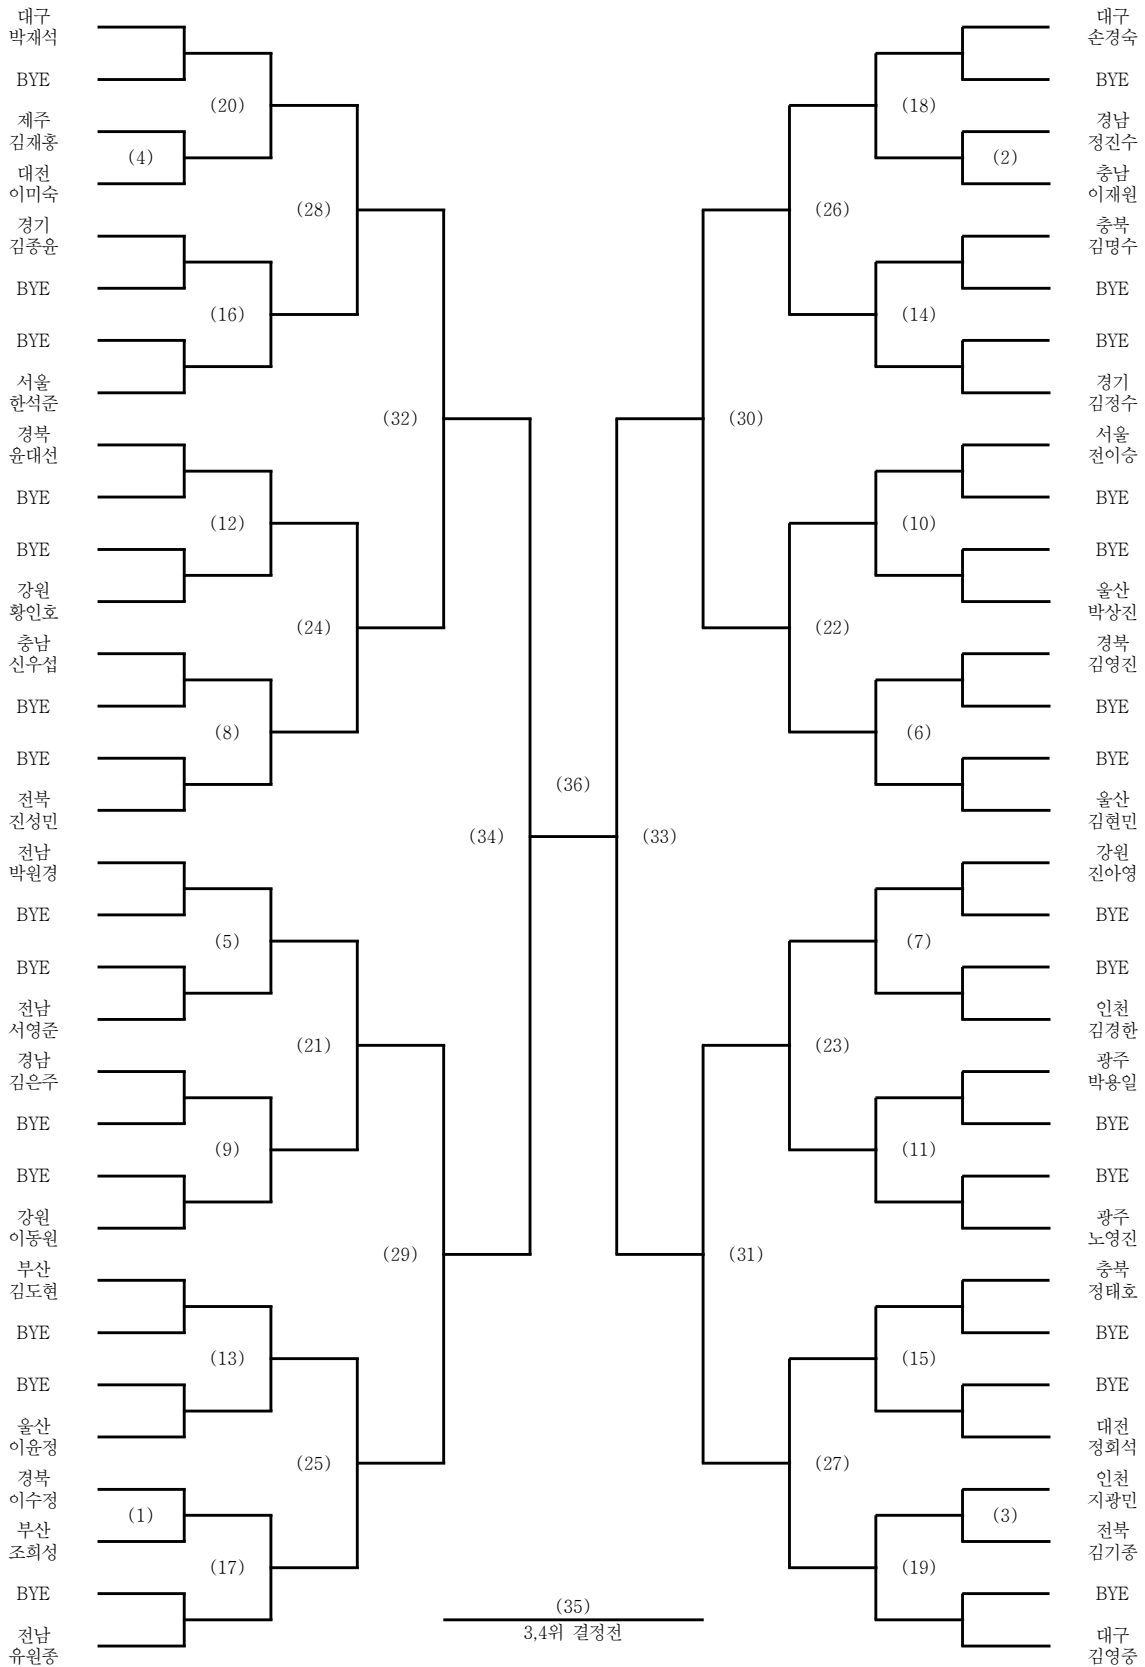 대구
박재석
BYE
(20)
제주
김재홍
(4)
대전
이미숙
(28)
경기
김종윤
BYE
(16)
BYE
서울
한석준
(32)
경북
윤대선
BYE
(12)
BYE
강원
황인호
(24)
충남
신우섭
BYE
(8)
BYE
전북
진성민
(34)
전남
박원경
BYE
(5)
BYE
전남
서영준
(21)
경남
김은주
BYE
(9)
BYE
강원
이동원
(29)
부산
김도현
BYE
(13)
BYE
울산
이윤정
(25)
경북
이수정
(1)
부산
조희성
(17)
BYE
전남
유원종
(36)
(35)
3,4위 결정전
대구
손경숙
BYE
(18)
경남
정진수
(2)
충남
이재원
(26)
충북
김명수
BYE
(14)
BYE
경기
김정수
(30)
서울
전이승
BYE
(10)
BYE
울산
박상진
(22)
경북
김영진
BYE
(6)
BYE
울산
김현민
(33)
강원
진아영
BYE
(7)
BYE
인천
김경한
(23)
광주
박용일
BYE
(11)
BYE
광주
노영진
(31)
충북
정태호
BYE
(15)
BYE
대전
정회석
(27)
인천
지광민
(3)
전북
김기종
(19)
BYE
대구
김영중